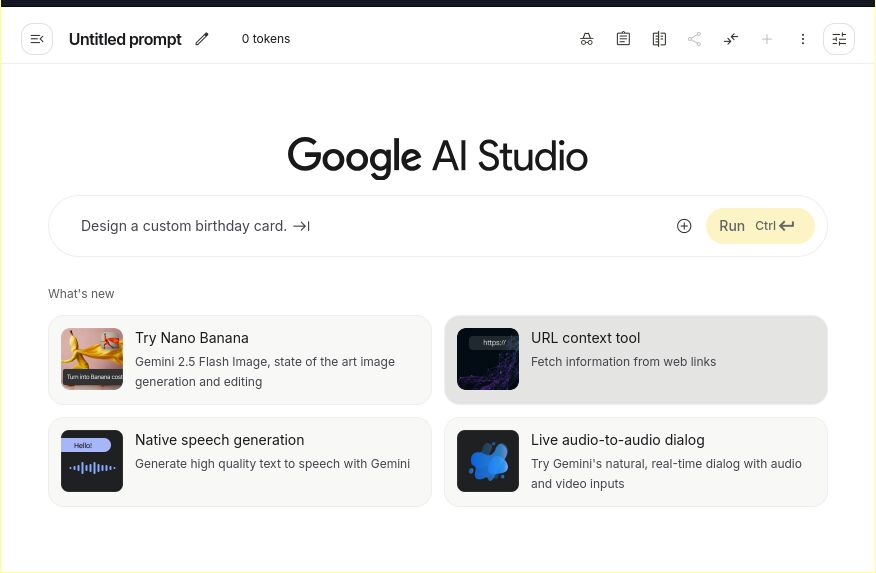 Untitled prompt
0 tokens
Google AI Studio
Design a custom birthday card.
Run Ctrl
What's new
Try Nano Banana
Gemini 2.5 Flash Image, state of the art image
generation and editing
Turn into Banana cost
https://
URL context tool
Fetch information from web links
Hello!
Native speech generation
Generate high quality text to speech with Gemini
Live audio-to-audio dialog
Try Gemini's natural, real-time dialog with audio
and video inputs